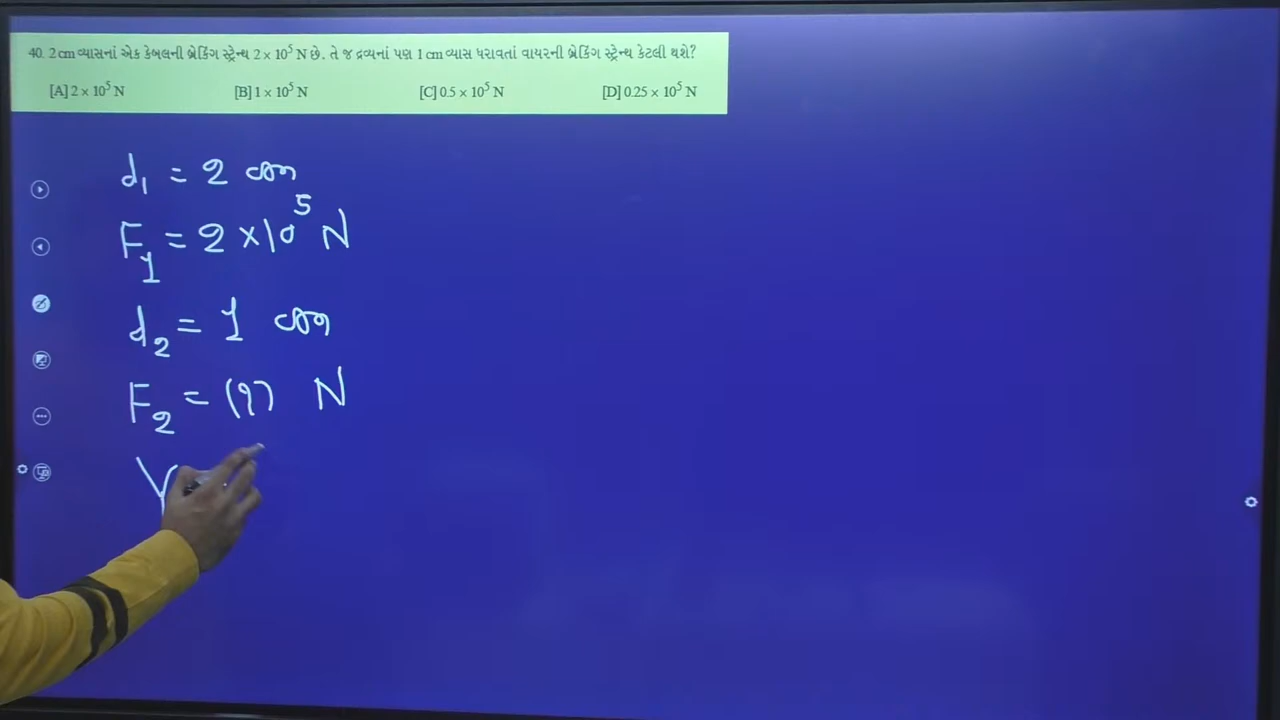 40. 2 cm વ્યાસનાં એક કેબલની બ્રેકિંગ સ્ટ્રેન્થ 2 × 10⁵ N છે. તે જ દ્રવ્યનાં પણ 1 cm વ્યાસ ધરાવતાં વાયરની બ્રેકિંગ સ્ટ્રેન્થ કેટલી થશે?
[A] 2 × 10⁵ N [B] 1 × 10⁵ N [C] 0.5 × 10⁵ N [D] 0.25 × 10⁵ N
d₁ = 2 cm
F₁ = 2 × 10⁵ N
d₂ = 1 cm
F₂ = (?) N
Y